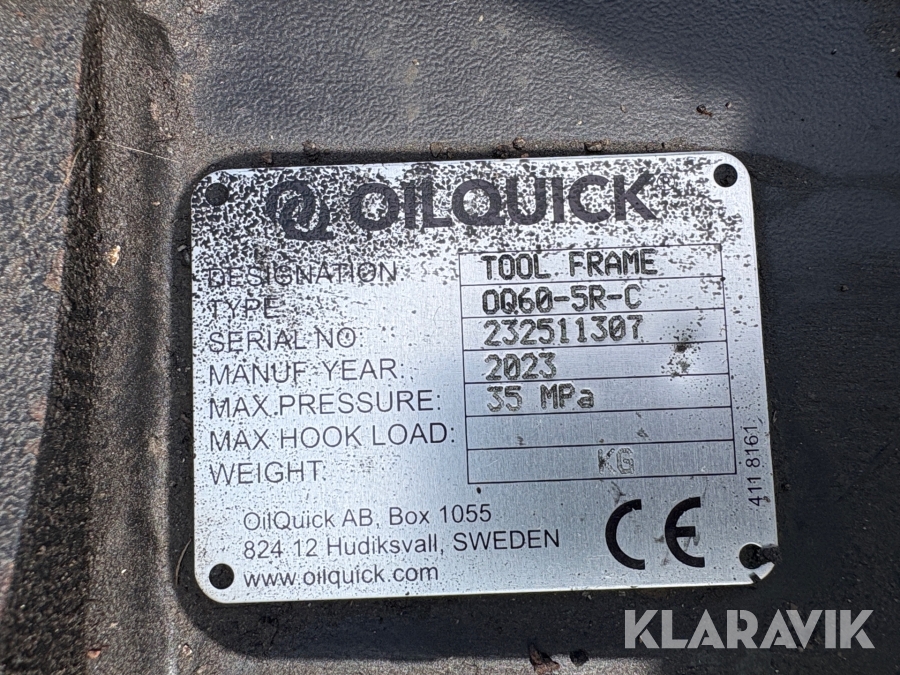 OILQUICK
DESIGNATION: TOOL FRAME
TYPE: OQ60-5R-C
SERIAL NO: 232511307
MANUF YEAR: 2023
MAX.PRESSURE: 35 MPa
MAX HOOK LOAD:
WEIGHT. KG
411 8161
OilQuick AB, Box 1055
824 12 Hudiksvall, SWEDEN
www.oilquick.com
CE
KLARAVIK